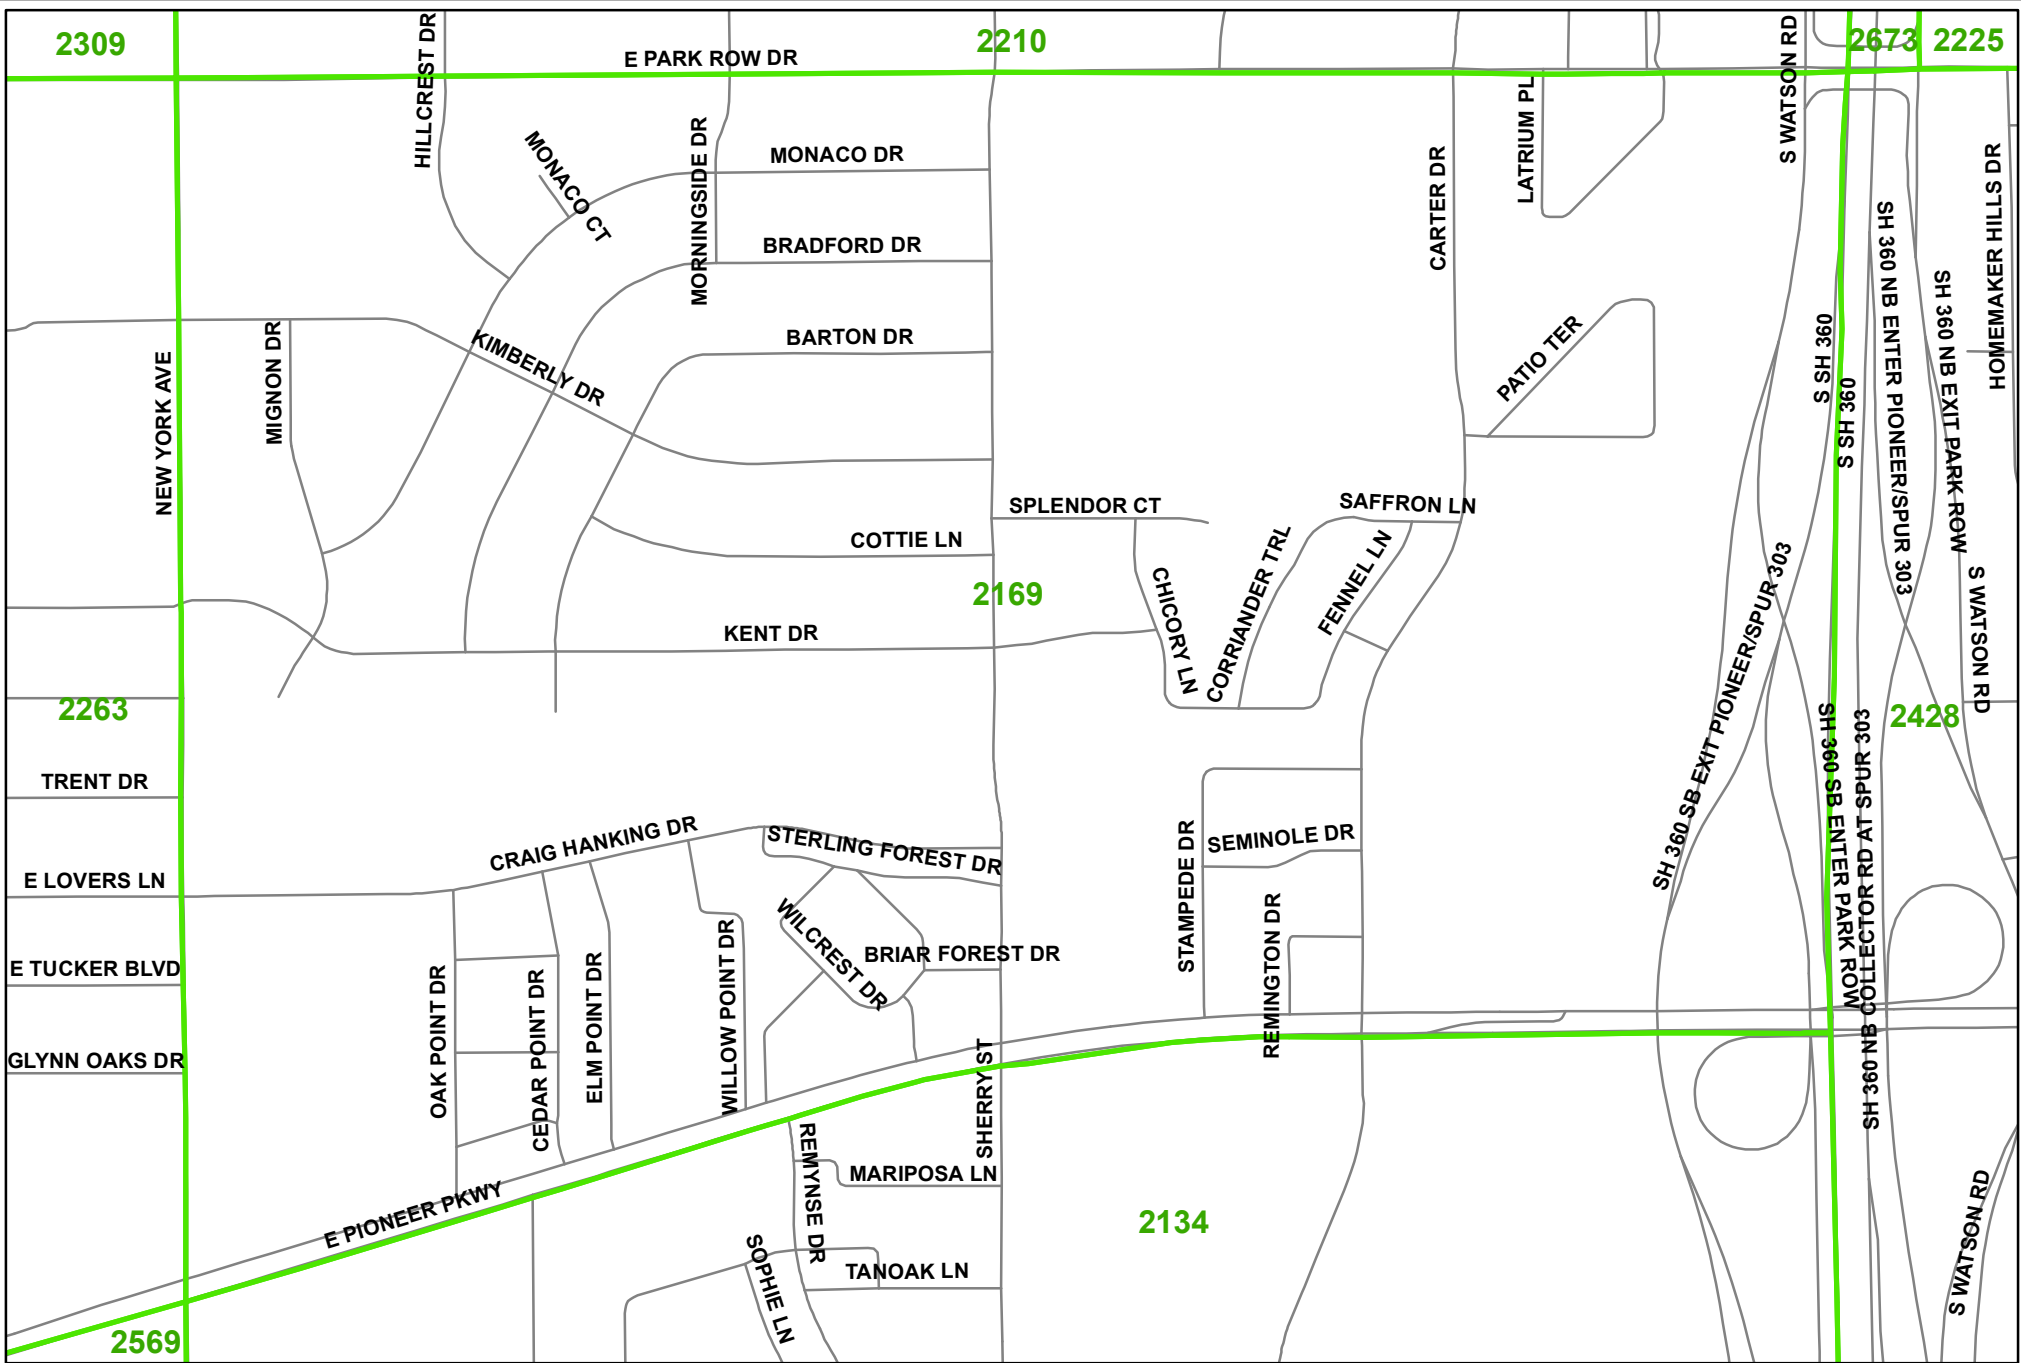 2309
2210
2673
2225
E PARK ROW DR
HILLCREST DR
MONACO CT
MORNINGSIDE DR
MONACO DR
BRADFORD DR
BARTON DR
CARTER DR
LATRIUM PL
S WATSON RD
SH 360 NB ENTER PIONEER/SPUR 303
SH 360 NB EXIT PARK ROW
HOMEMAKER HILLS DR
NEW YORK AVE
MIGNON DR
KIMBERLY DR
PATIO TER
S SH 360
S SH 360
SPLENDOR CT
SAFFRON LN
COTTIE LN
2169
CHICORY LN
CORRIANDER TRL
FENNEL LN
KENT DR
SH 360 SB EXIT PIONEER/SPUR 303
S WATSON RD
2263
2428
TRENT DR
CRAIG HANKING DR
STERLING FOREST DR
STAMPEDE DR
SEMINOLE DR
SH 360 SB ENTER PARK ROW
SH 360 NB COLLECTOR RD AT SPUR 303
E LOVERS LN
WILCREST DR
BRIAR FOREST DR
REMINGTON DR
E TUCKER BLVD
OAK POINT DR
CEDAR POINT DR
ELM POINT DR
WILLOW POINT DR
GLYNN OAKS DR
SHERRY ST
SH 360 NB
E PIONEER PKWY
REMYNSE DR
MARIPOSA LN
2134
SOPHIE LN
TANOAK LN
S WATSON RD
2569